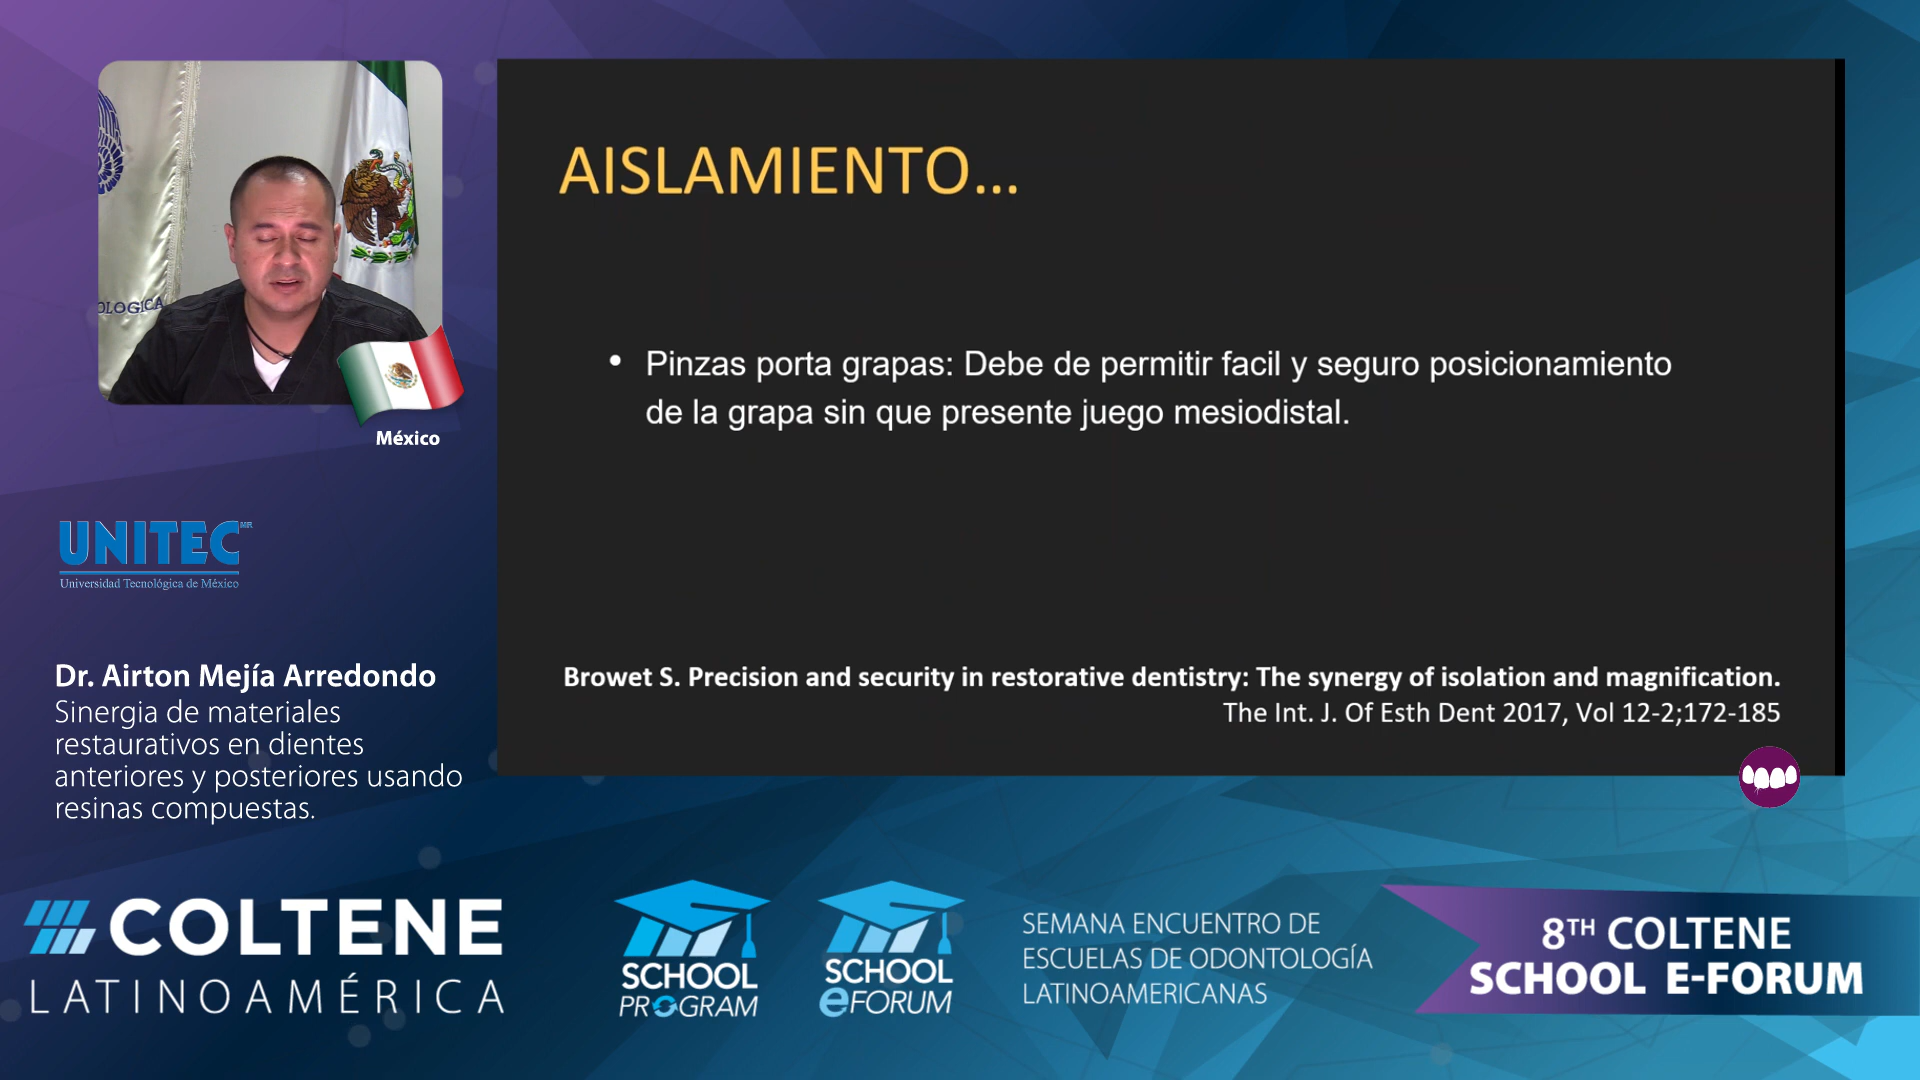 OLOGICA
México
UNITEC MR
Universidad Tecnológica de México
Dr. Airton Mejía Arredondo
Sinergia de materiales
restaurativos en dientes
anteriores y posteriores usando
resinas compuestas.
AISLAMIENTO...
• Pinzas porta grapas: Debe de permitir facil y seguro posicionamiento
de la grapa sin que presente juego mesiodistal.
Browet S. Precision and security in restorative dentistry: The synergy of isolation and magnification.
The Int. J. Of Esth Dent 2017, Vol 12-2;172-185
COLTENE
LATINOAMÉRICA
SCHOOL
PROGRAM
SCHOOL
eFORUM
SEMANA ENCUENTRO DE
ESCUELAS DE ODONTOLOGÍA
LATINOAMERICANAS
8TH COLTENE
SCHOOL E-FORUM